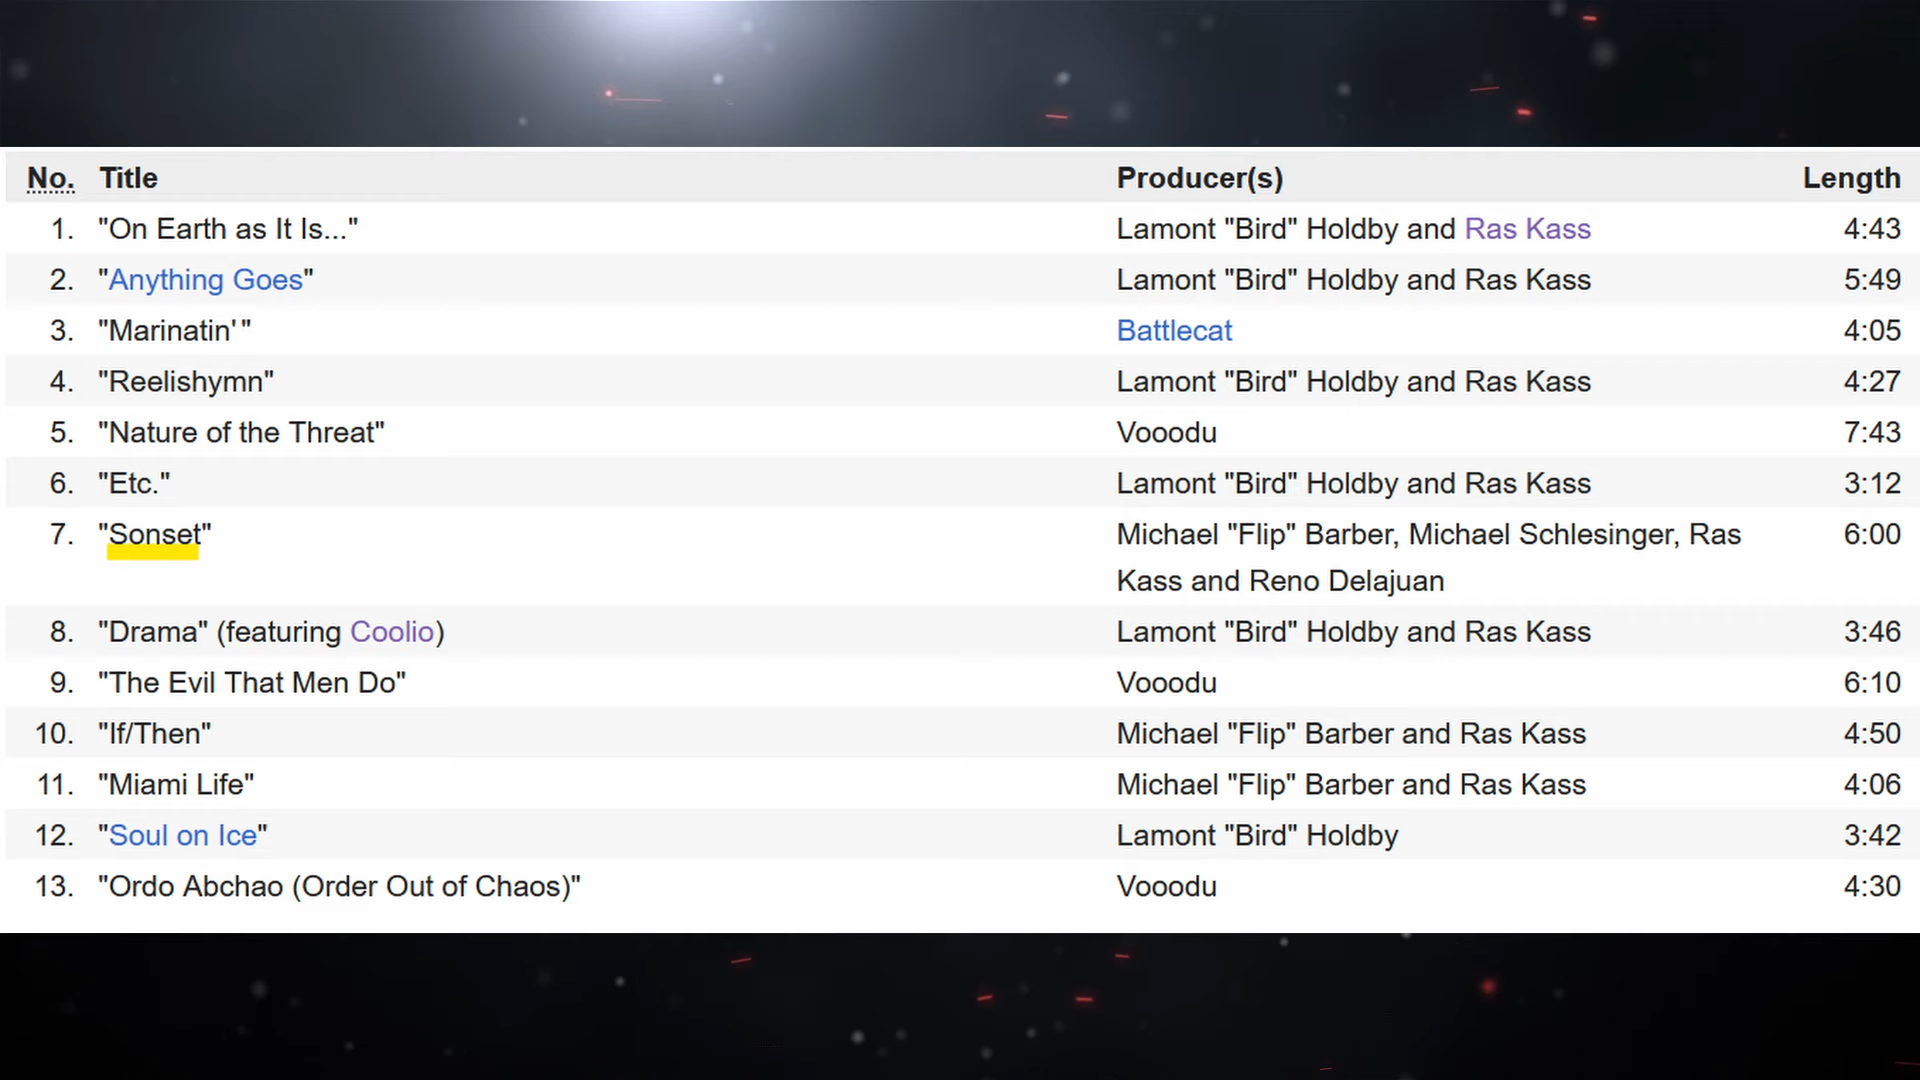 No. Title Producer(s) Length
1. "On Earth as It Is..." Lamont "Bird" Holdby and Ras Kass 4:43
2. "Anything Goes" Lamont "Bird" Holdby and Ras Kass 5:49
3. "Marinatin'" Battlecat 4:05
4. "Reelishymn" Lamont "Bird" Holdby and Ras Kass 4:27
5. "Nature of the Threat" Vooodu 7:43
6. "Etc." Lamont "Bird" Holdby and Ras Kass 3:12
7. "Sonset" Michael "Flip" Barber, Michael Schlesinger, Ras 6:00
Kass and Reno Delajuan
8. "Drama" (featuring Coolio) Lamont "Bird" Holdby and Ras Kass 3:46
9. "The Evil That Men Do" Vooodu 6:10
10. "If/Then" Michael "Flip" Barber and Ras Kass 4:50
11. "Miami Life" Michael "Flip" Barber and Ras Kass 4:06
12. "Soul on Ice" Lamont "Bird" Holdby 3:42
13. "Ordo Abchao (Order Out of Chaos)" Vooodu 4:30